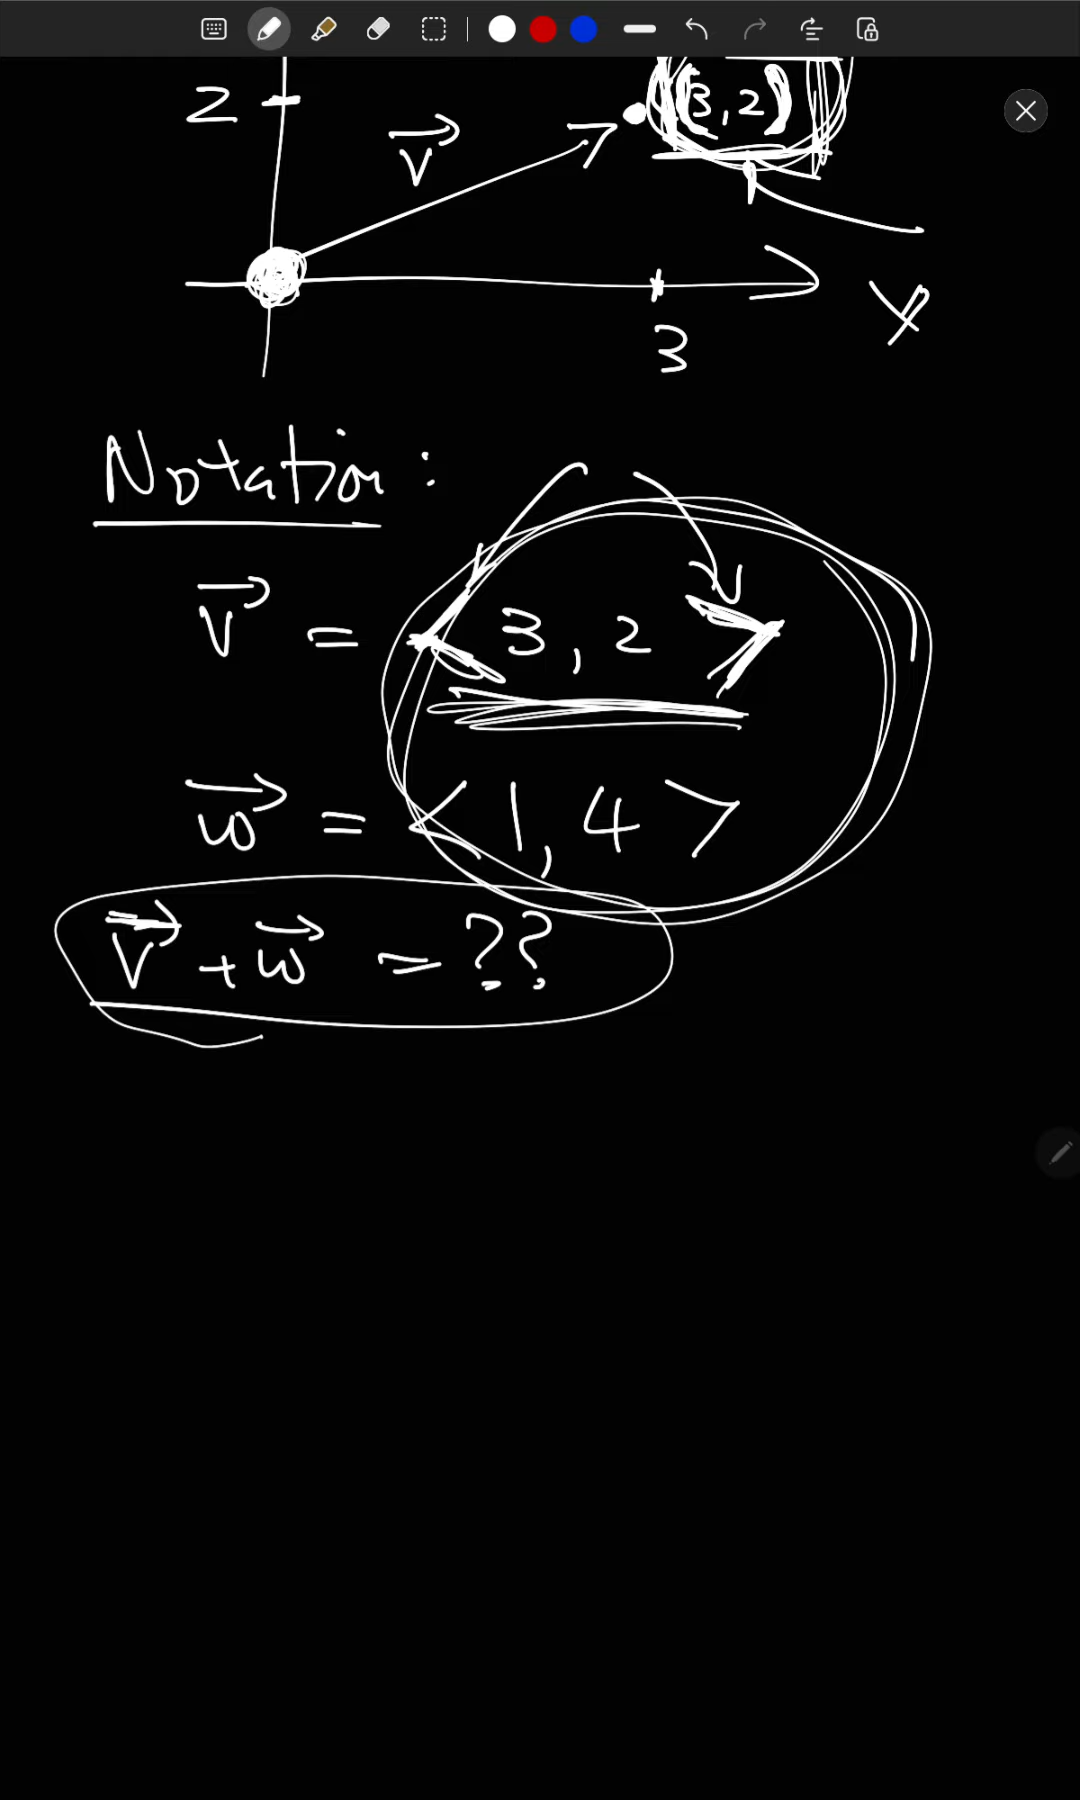 2
v⃗
(3,2)
3
x
Notation:
v⃗ = <3,2>
w⃗ = <1,4>
v⃗ + w⃗ = ??